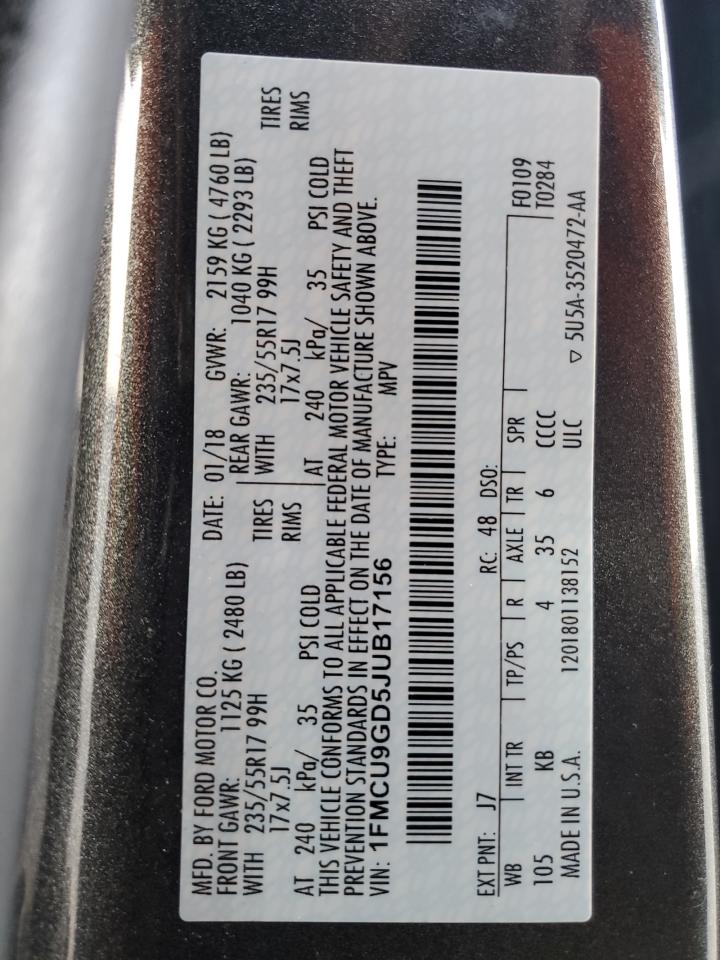 MFD. BY FORD MOTOR CO.
DATE: 01/18 GVWR: 2159 KG ( 4760 LB)
FRONT GAWR: 1125 KG ( 2480 LB)
REAR GAWR: 1040 KG ( 2293 LB)
WITH 235/55R17 99H TIRES
WITH 235/55R17 99H TIRES
17x7.5J RIMS
17x7.5J RIMS
AT 240 kPa/ 35 PSI COLD
AT 240 kPa/ 35 PSI COLD
THIS VEHICLE CONFORMS TO ALL APPLICABLE FEDERAL MOTOR VEHICLE SAFETY AND THEFT
PREVENTION STANDARDS IN EFFECT ON THE DATE OF MANUFACTURE SHOWN ABOVE.
VIN: 1FMCU9GD5JUB17156 TYPE: MPV
EXT PNT: J7 RC: 48 DSO:
WB INT TR TP/PS R AXLE TR SPR F0109
T0284
105 KB 4 35 6 CCCC
MADE IN U.S.A. 1201801138152 ULC ▽ 5U5A-3520472-AA